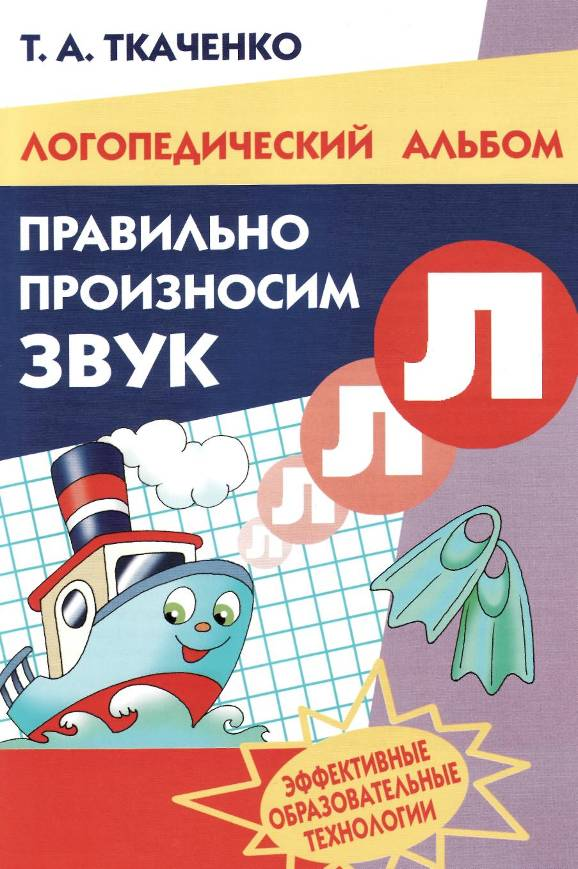 Т. А. ТКАЧЕНКО
ЛОГОПЕДИЧЕСКИЙ АЛЬБОМ
ПРАВИЛЬНО
ПРОИЗНОСИМ
ЗВУК
Л
Л
Л
Л
ЭФФЕКТИВНЫЕ
ОБРАЗОВАТЕЛЬНЫЕ
ТЕХНОЛОГИИ